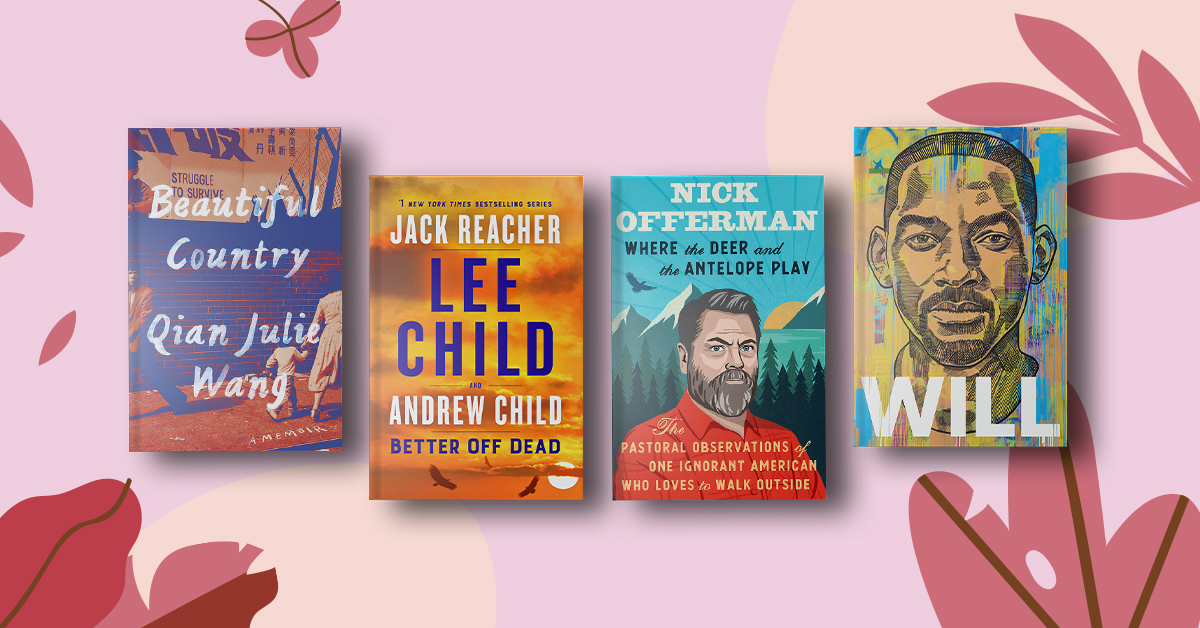 STRUGGLE
TO SURVIVE
Beautiful
Country
Qian Julie
Wang
A MEMOIR
#1 NEW YORK TIMES BESTSELLING SERIES
JACK REACHER
LEE
CHILD
AND
ANDREW CHILD
BETTER OFF DEAD
NICK
OFFERMAN
WHERE the DEER and
the ANTELOPE PLAY
The
PASTORAL OBSERVATIONS of
ONE IGNORANT AMERICAN
WHO LOVES to WALK OUTSIDE
WILL